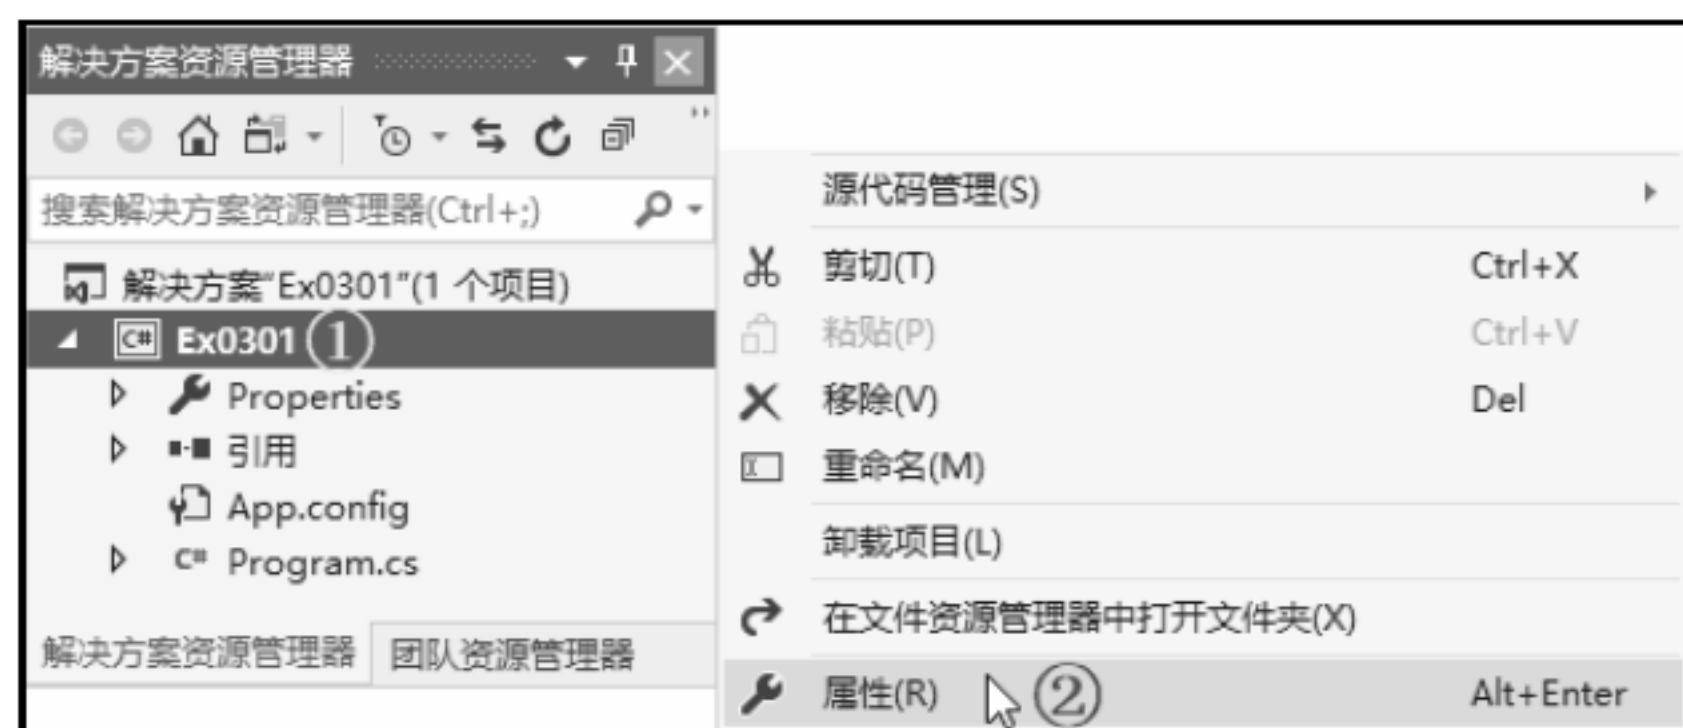 解决方案资源管理器
搜索解决方案资源管理器(Ctrl+;)
解决方案"Ex0301"(1 个项目)
C# Ex0301 ①
Properties
引用
App.config
C# Program.cs
解决方案资源管理器 团队资源管理器
源代码管理(S)
剪切(T) Ctrl+X
粘贴(P) Ctrl+V
移除(V) Del
重命名(M)
卸载项目(L)
在文件资源管理器中打开文件夹(X)
属性(R) ② Alt+Enter